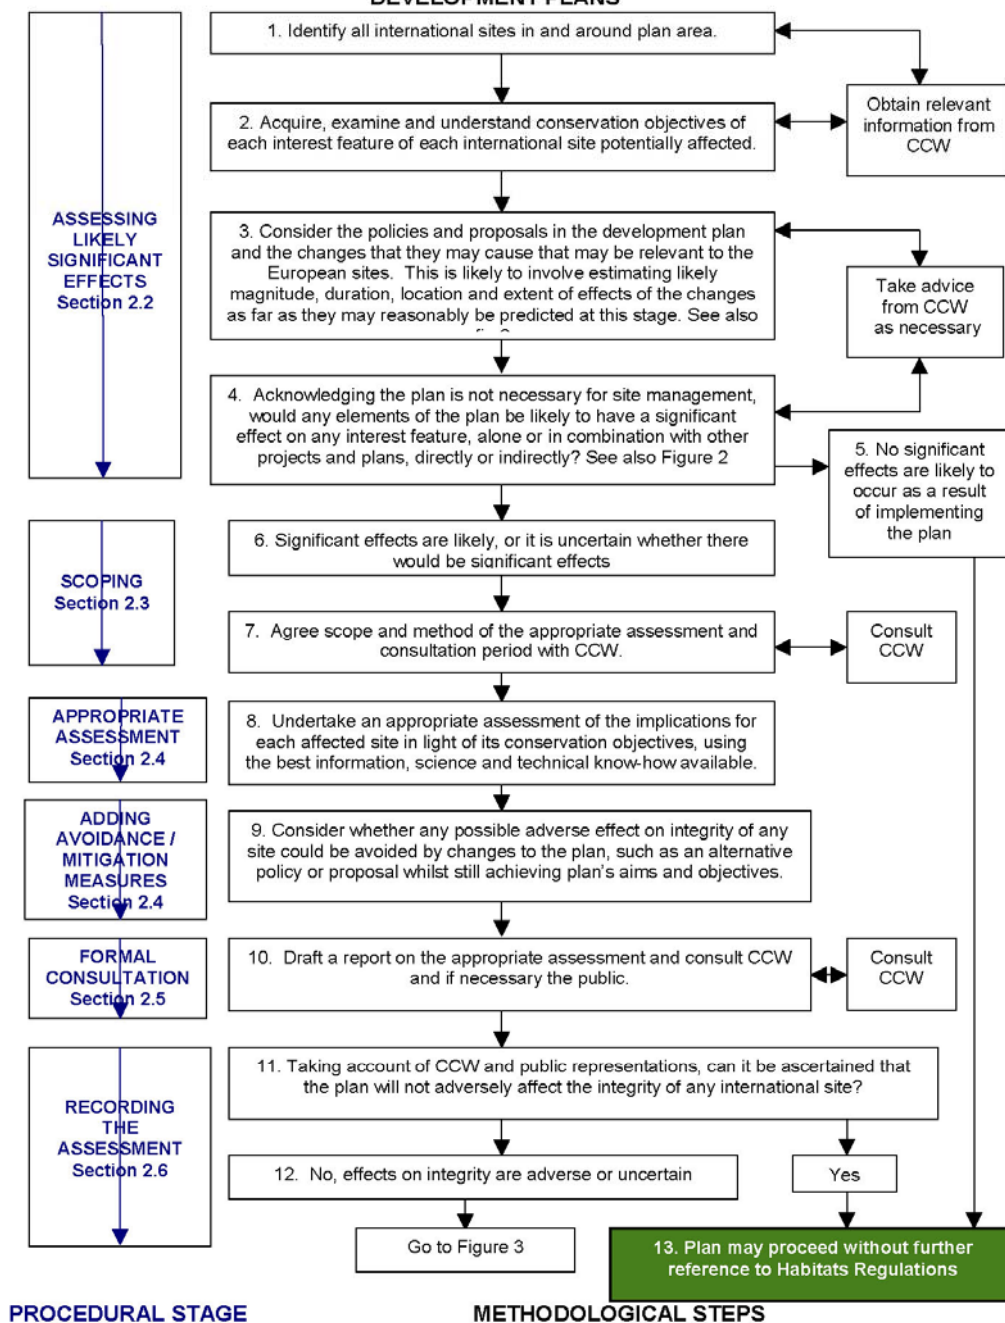 DEVELOPMENT PLANS
1. Identify all international sites in and around plan area.
Obtain relevant
information from
CCW
2. Acquire, examine and understand conservation objectives of
each interest feature of each international site potentially affected.
ASSESSING
LIKELY
SIGNIFICANT
EFFECTS
Section 2.2
3. Consider the policies and proposals in the development plan
and the changes that they may cause that may be relevant to the
European sites. This is likely to involve estimating likely
magnitude, duration, location and extent of effects of the changes
as far as they may reasonably be predicted at this stage. See also
Take advice
from CCW
as necessary
4. Acknowledging the plan is not necessary for site management,
would any elements of the plan be likely to have a significant
effect on any interest feature, alone or in combination with other
projects and plans, directly or indirectly? See also Figure 2
5. No significant
effects are likely to
occur as a result
of implementing
the plan
6. Significant effects are likely, or it is uncertain whether there
would be significant effects
SCOPING
Section 2.3
7. Agree scope and method of the appropriate assessment and
consultation period with CCW.
Consult
CCW
APPROPRIATE
ASSESSMENT
Section 2.4
8. Undertake an appropriate assessment of the implications for
each affected site in light of its conservation objectives, using
the best information, science and technical know-how available.
ADDING
AVOIDANCE /
MITIGATION
MEASURES
Section 2.4
9. Consider whether any possible adverse effect on integrity of any
site could be avoided by changes to the plan, such as an alternative
policy or proposal whilst still achieving plan's aims and objectives.
FORMAL
CONSULTATION
Section 2.5
10. Draft a report on the appropriate assessment and consult CCW
and if necessary the public.
Consult
CCW
11. Taking account of CCW and public representations, can it be ascertained that
the plan will not adversely affect the integrity of any international site?
RECORDING
THE
ASSESSMENT
Section 2.6
12. No, effects on integrity are adverse or uncertain
Yes
Go to Figure 3
13. Plan may proceed without further
reference to Habitats Regulations
PROCEDURAL STAGE
METHODOLOGICAL STEPS